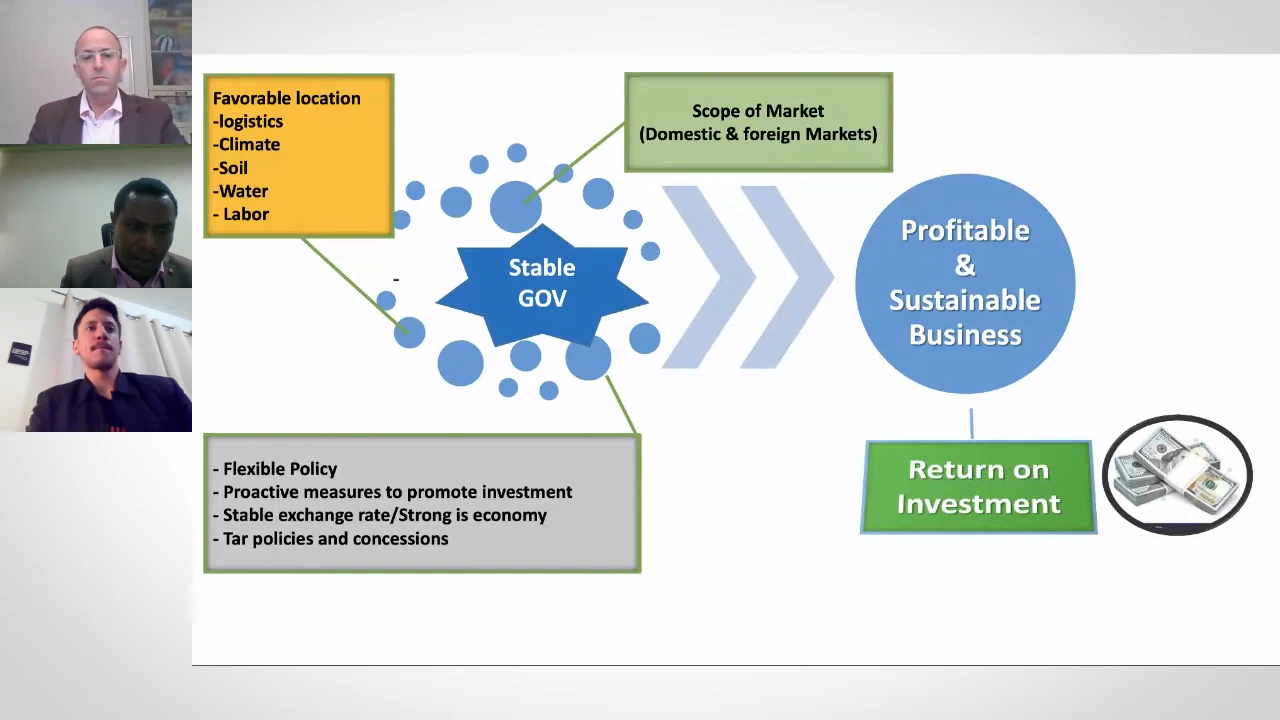 Favorable location
-logistics
-Climate
-Soil
-Water
- Labor
Scope of Market
(Domestic & foreign Markets)
-
Stable
GOV
Profitable
&
Sustainable
Business
- Flexible Policy
- Proactive measures to promote investment
- Stable exchange rate/Strong is economy
- Tar policies and concessions
Return on
Investment